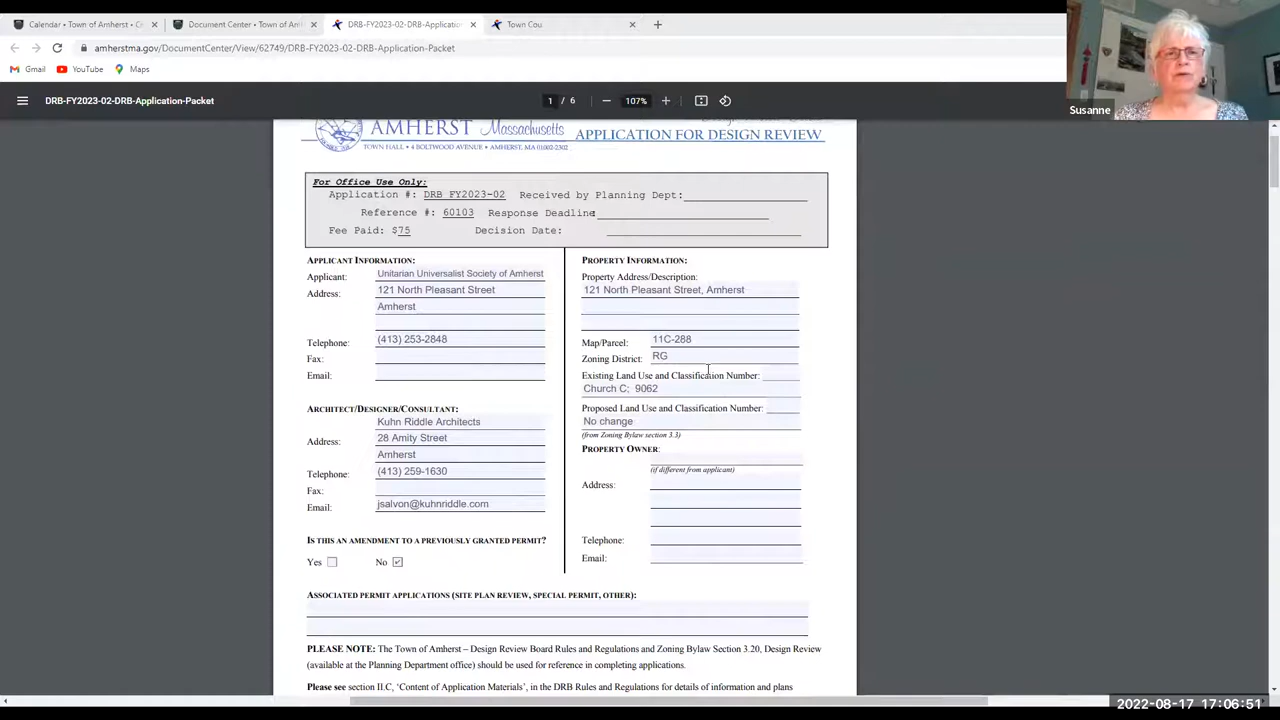 Calendar • Town of Amherst •
Document Center • Town of Am
DRB-FY2023-02-DRB-Application
Town Cou
amherstma.gov/DocumentCenter/View/62749/DRB-FY2023-02-DRB-Application-Packet
Gmail YouTube Maps
DRB-FY2023-02-DRB-Application-Packet
1 / 6
107%
Susanne
AMHERST Massachusetts
APPLICATION FOR DESIGN REVIEW
TOWN HALL • 4 BOLTWOOD AVENUE • AMHERST, MA 01002-2302
For Office Use Only:
Application #: DRB FY2023-02 Received by Planning Dept:
Reference #: 60103 Response Deadline:
Fee Paid: $75 Decision Date:
APPLICANT INFORMATION:
Applicant: Unitarian Universalist Society of Amherst
Address: 121 North Pleasant Street
Amherst
Telephone: (413) 253-2848
Fax:
Email:
ARCHITECT/DESIGNER/CONSULTANT:
Kuhn Riddle Architects
Address: 28 Amity Street
Amherst
Telephone: (413) 259-1630
Fax:
Email: jsalvon@kuhnriddle.com
IS THIS AN AMENDMENT TO A PREVIOUSLY GRANTED PERMIT?
Yes No
PROPERTY INFORMATION:
Property Address/Description:
121 North Pleasant Street, Amherst
Map/Parcel: 11C-288
Zoning District: RG
Existing Land Use and Classification Number:
Church C; 9062
Proposed Land Use and Classification Number:
No change
(from Zoning Bylaw section 3.3)
PROPERTY OWNER:
(if different from applicant)
Address:
Telephone:
Email:
ASSOCIATED PERMIT APPLICATIONS (SITE PLAN REVIEW, SPECIAL PERMIT, OTHER):
PLEASE NOTE: The Town of Amherst – Design Review Board Rules and Regulations and Zoning Bylaw Section 3.20, Design Review
(available at the Planning Department office) should be used for reference in completing applications.
Please see section II.C, ‘Content of Application Materials’, in the DRB Rules and Regulations for details of information and plans
2022-08-17 17:06:51